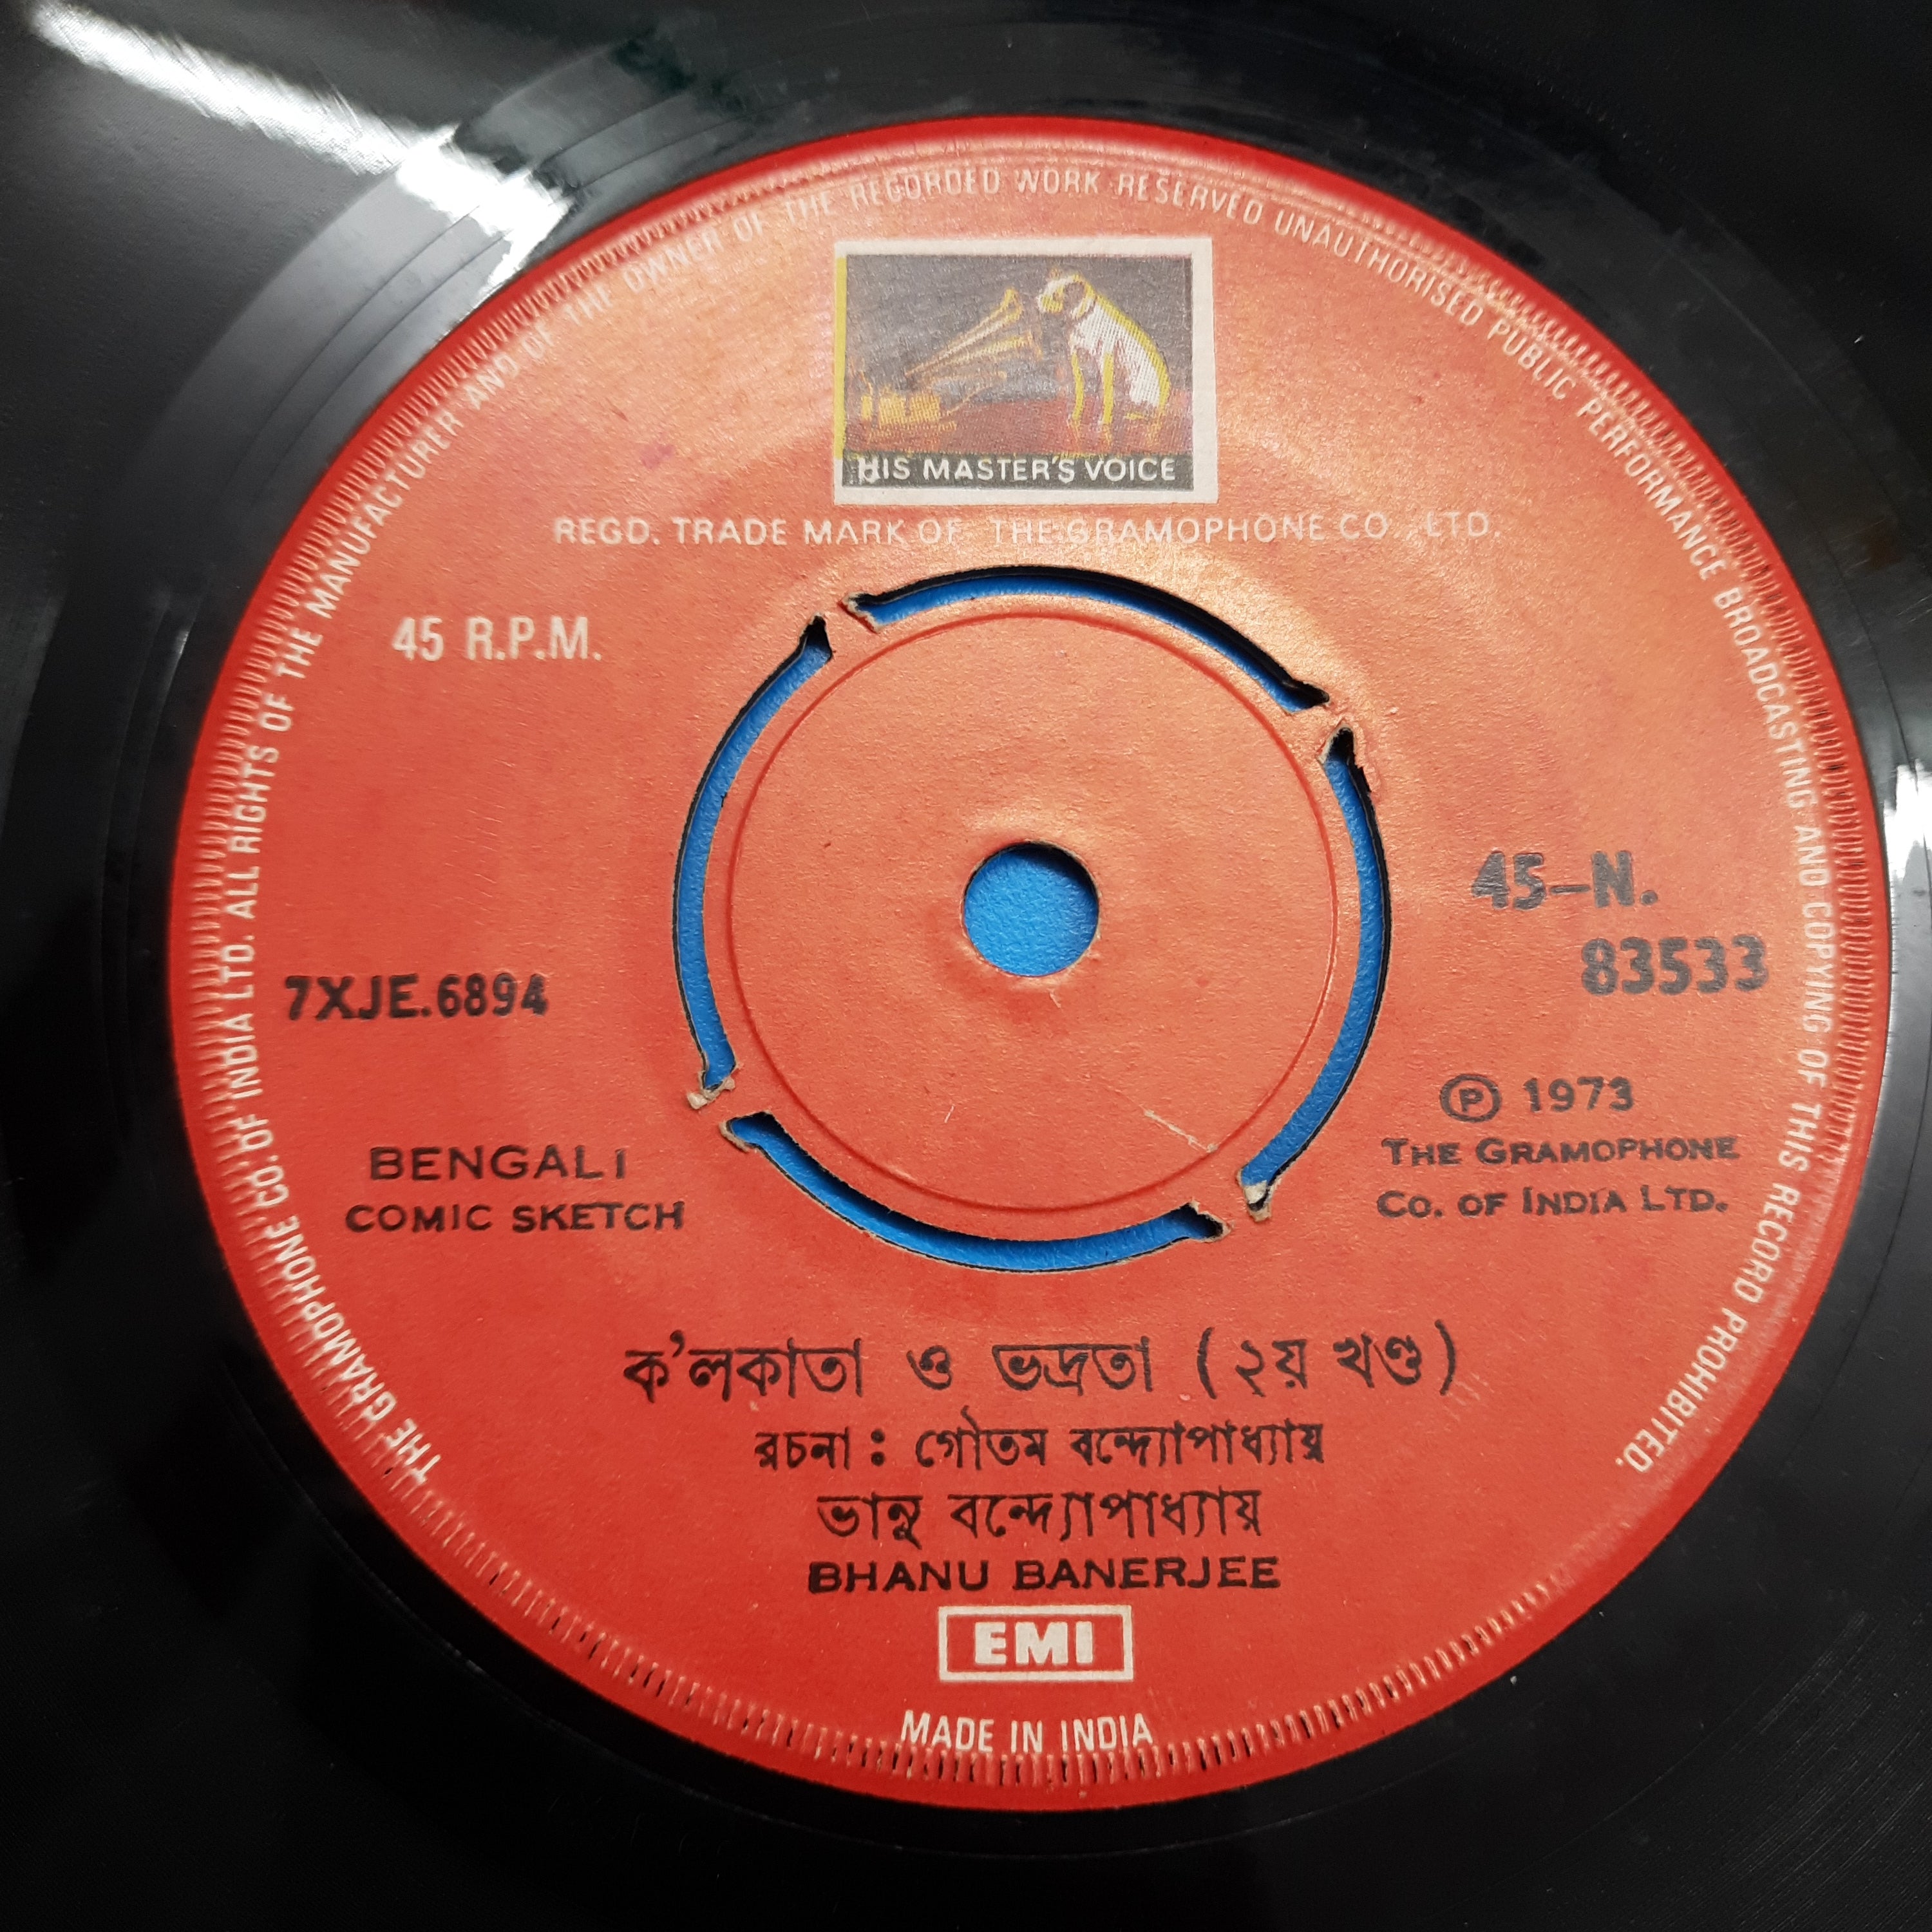 THE GRAMOPHONE CO. OF INDIA LTD. ALL RIGHTS OF THE MANUFACTURER AND OF THE OWNER OF THE RECORDED WORK RESERVED UNAUTHORISED PUBLIC PERFORMANCE BROADCASTING AND COPYING OF THIS RECORD PROHIBITED.
HIS MASTER'S VOICE
REGD. TRADE MARK OF THE GRAMOPHONE CO. LTD.
45 R.P.M.
45-N.
83533
7XJE.6894
℗ 1973
THE GRAMOPHONE
CO. OF INDIA LTD.
BENGALI
COMIC SKETCH
ক'লকাতা ও ভদ্রতা (২য় খণ্ড)
রচনা : গৌতম বন্দ্যোপাধ্যায়
ভানু বন্দ্যোপাধ্যায়
BHANU BANERJEE
EMI
MADE IN INDIA